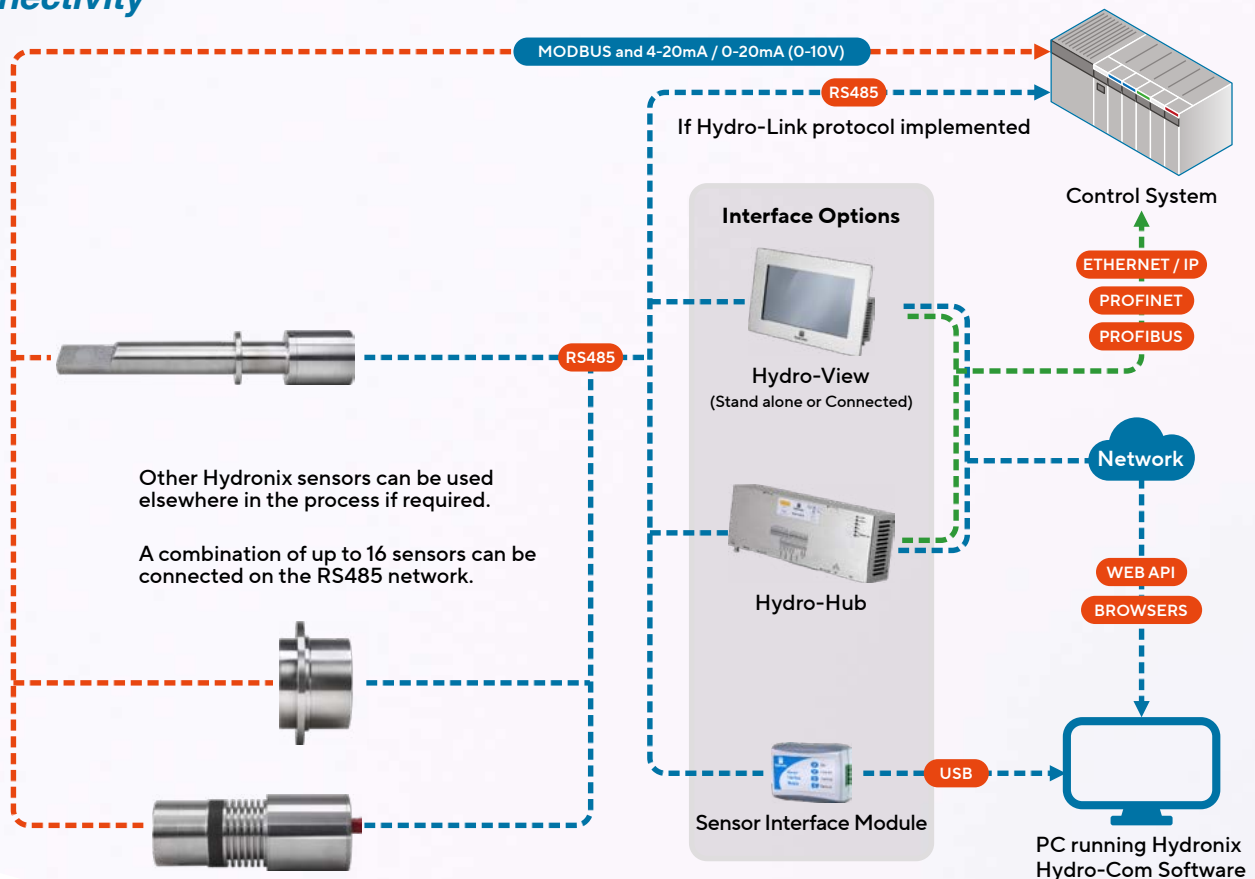 nectivity
MODBUS and 4-20mA / 0-20mA (0-10V)
RS485
If Hydro-Link protocol implemented
Control System
Interface Options
ETHERNET / IP
PROFINET
PROFIBUS
RS485
Hydro-View
(Stand alone or Connected)
Other Hydronix sensors can be used
elsewhere in the process if required.
A combination of up to 16 sensors can be
connected on the RS485 network.
Network
Hydro-Hub
WEB API
BROWSERS
USB
Sensor Interface Module
PC running Hydronix
Hydro-Com Software